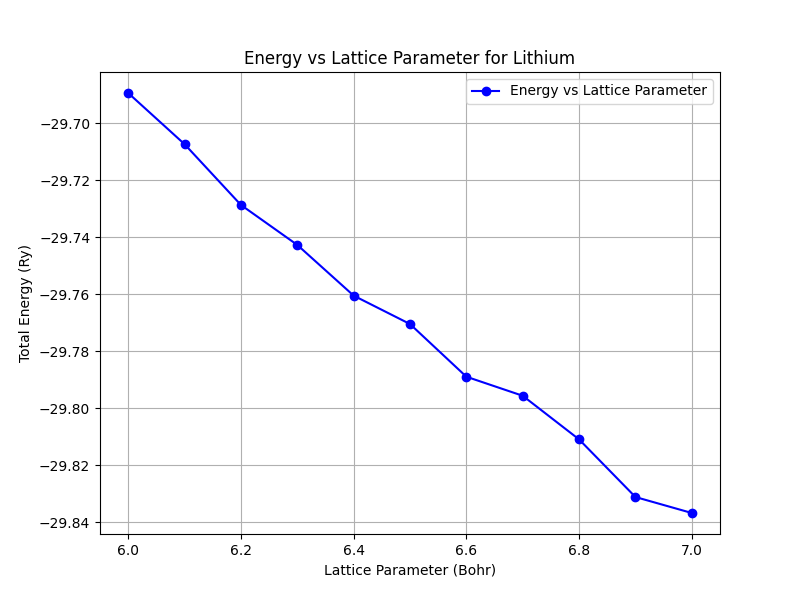 Energy vs Lattice Parameter for Lithium
Energy vs Lattice Parameter
Total Energy (Ry)
−29.70
−29.72
−29.74
−29.76
−29.78
−29.80
−29.82
−29.84
6.0 6.2 6.4 6.6 6.8 7.0
Lattice Parameter (Bohr)